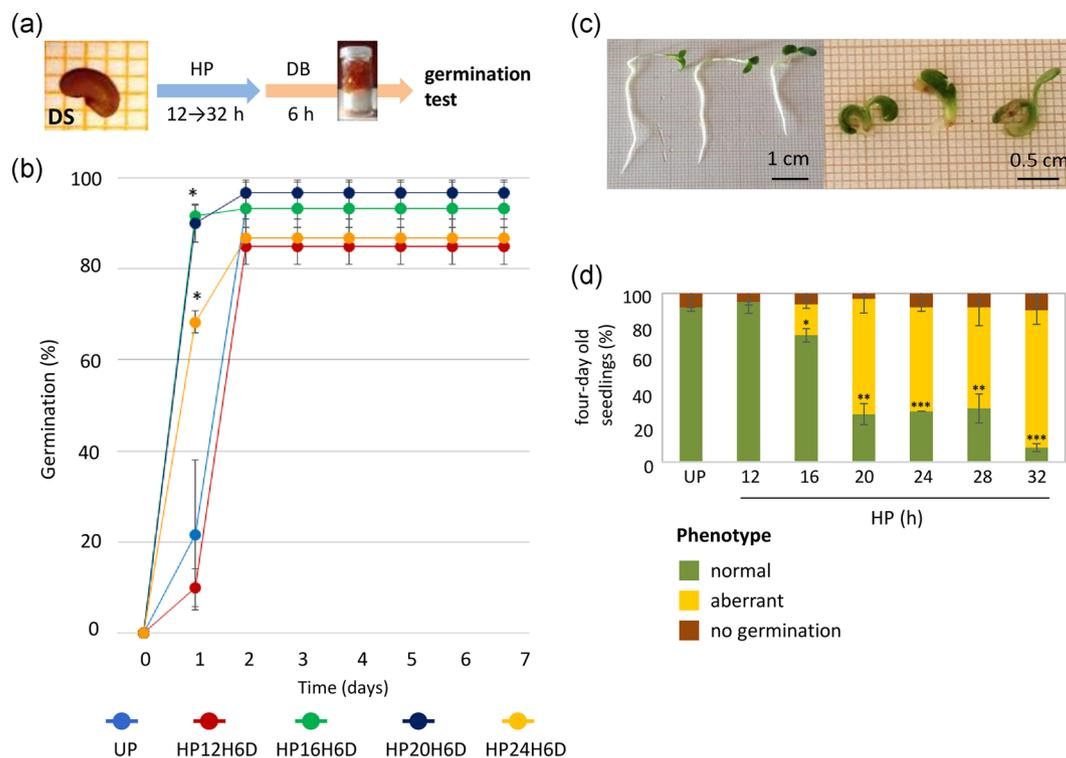 (a)
DS
HP
12→32 h
DB
6 h
germination
test
(b)
Germination (%)
100
80
60
40
20
0
*
*
0 1 2 3 4 5 6 7
Time (days)
UP HP12H6D HP16H6D HP20H6D HP24H6D
(c)
1 cm
0.5 cm
(d)
four-day old
seedlings (%)
100
80
60
40
20
0
*
**
***
**
***
UP 12 16 20 24 28 32
HP (h)
Phenotype
normal
aberrant
no germination